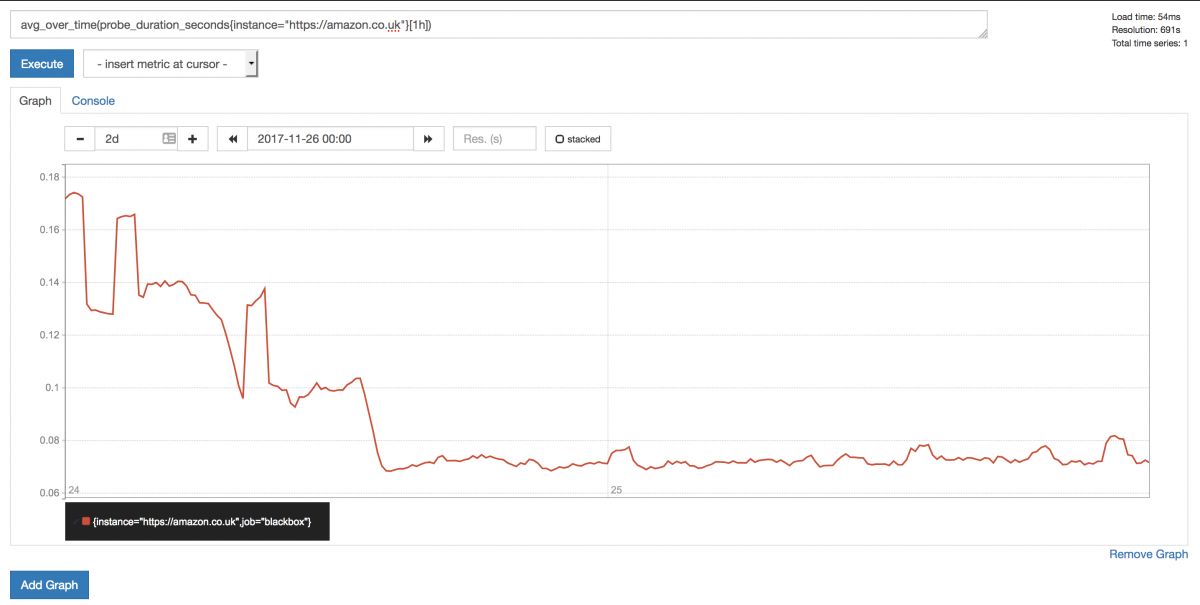 avg_over_time(probe_duration_seconds{instance="https://amazon.co.uk"}[1h])
Load time: 54ms
Resolution: 691s
Total time series: 1
Execute
- insert metric at cursor -
Graph
Console
2d
2017-11-26 00:00
Res. (s)
stacked
0.18
0.16
0.14
0.12
0.1
0.08
0.06
24
25
{instance="https://amazon.co.uk",job="blackbox"}
Remove Graph
Add Graph